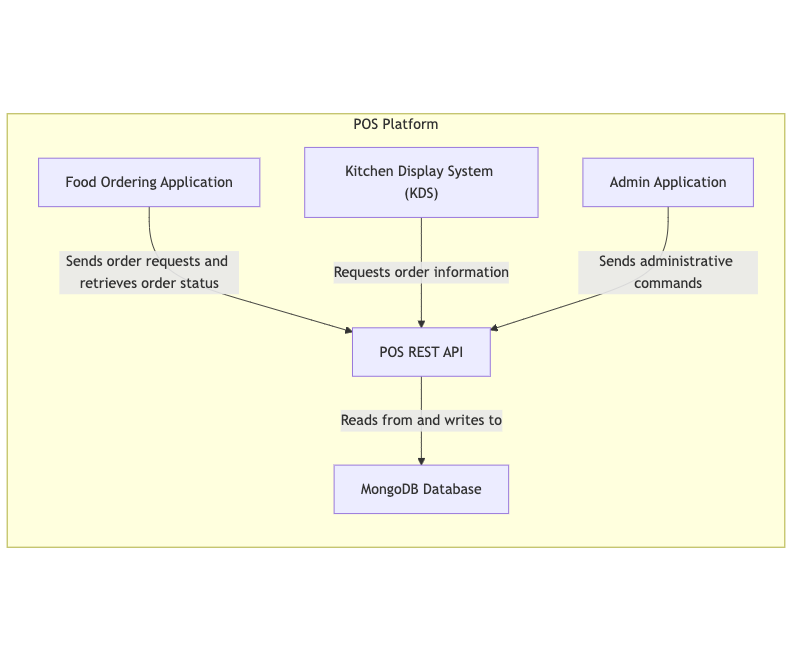 POS Platform
Food Ordering Application
Kitchen Display System
(KDS)
Admin Application
Sends order requests and
retrieves order status
Requests order information
Sends administrative
commands
POS REST API
Reads from and writes to
MongoDB Database